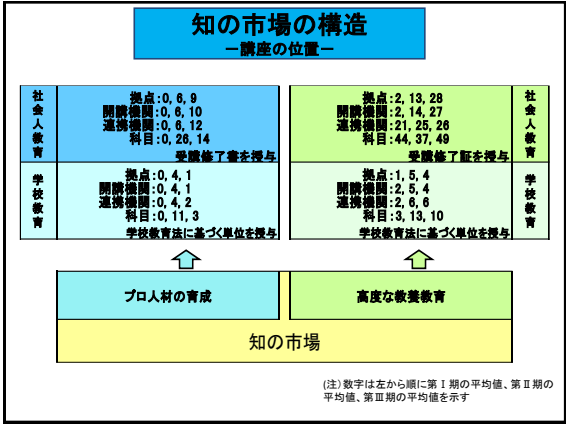 知の市場の構造
－講座の位置－
社会人教育
拠点:0, 6, 9
開講機関:0, 6, 10
連携機関:0, 6, 12
科目:0, 26, 14
受講修了書を授与
拠点:2, 13, 28
開講機関:2, 14, 27
連携機関:21, 25, 26
科目:44, 37, 49
受講修了証を授与
社会人教育
学校教育
拠点:0, 4, 1
開講機関:0, 4, 1
連携機関:0, 4, 2
科目:0, 11, 3
学校教育法に基づく単位を授与
拠点:1, 5, 4
開講機関:2, 5, 4
連携機関:2, 6, 6
科目:3, 13, 10
学校教育法に基づく単位を授与
学校教育
プロ人材の育成
高度な教養教育
知の市場
(注)数字は左から順に第Ⅰ期の平均値、第Ⅱ期の
平均値、第Ⅲ期の平均値を示す